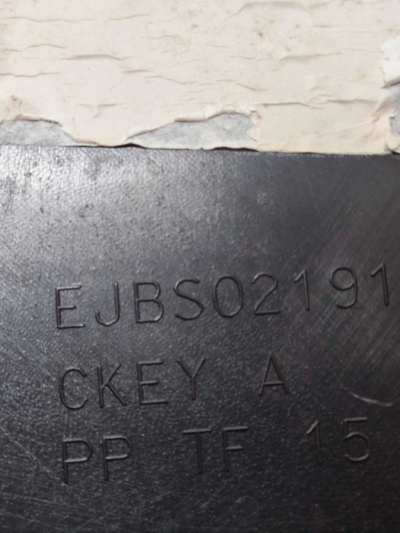 EJBS02191
CKEY A
PP TF 15